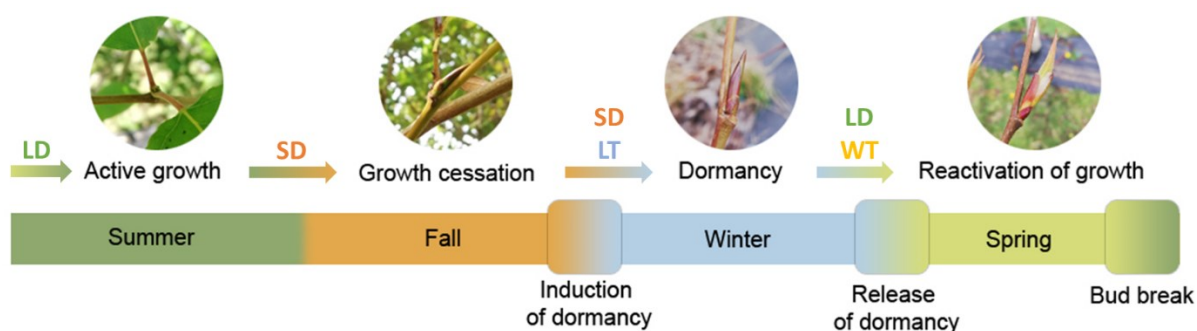 LD
Active growth
SD
Growth cessation
SD
LT
Dormancy
LD
WT
Reactivation of growth
Summer
Fall
Winter
Spring
Induction
of dormancy
Release
of dormancy
Bud break